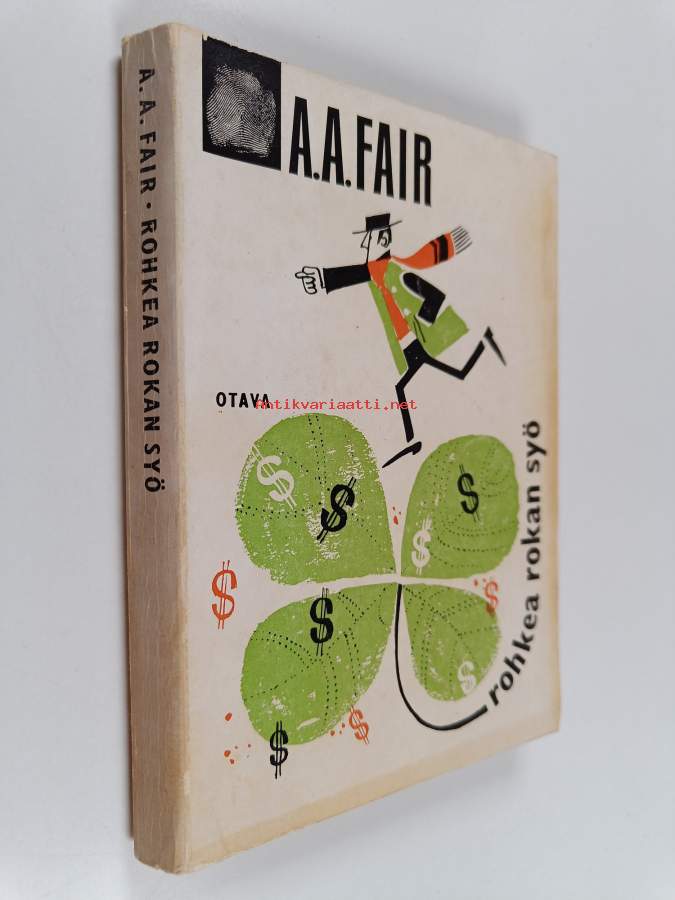 A. A. FAIR • ROHKEA ROKAN SYÖ
A.A.FAIR
OTAVA
Antikvariaatti.net
$
$
$
$
$
$
$
$
$
$
rohkea rokan syö